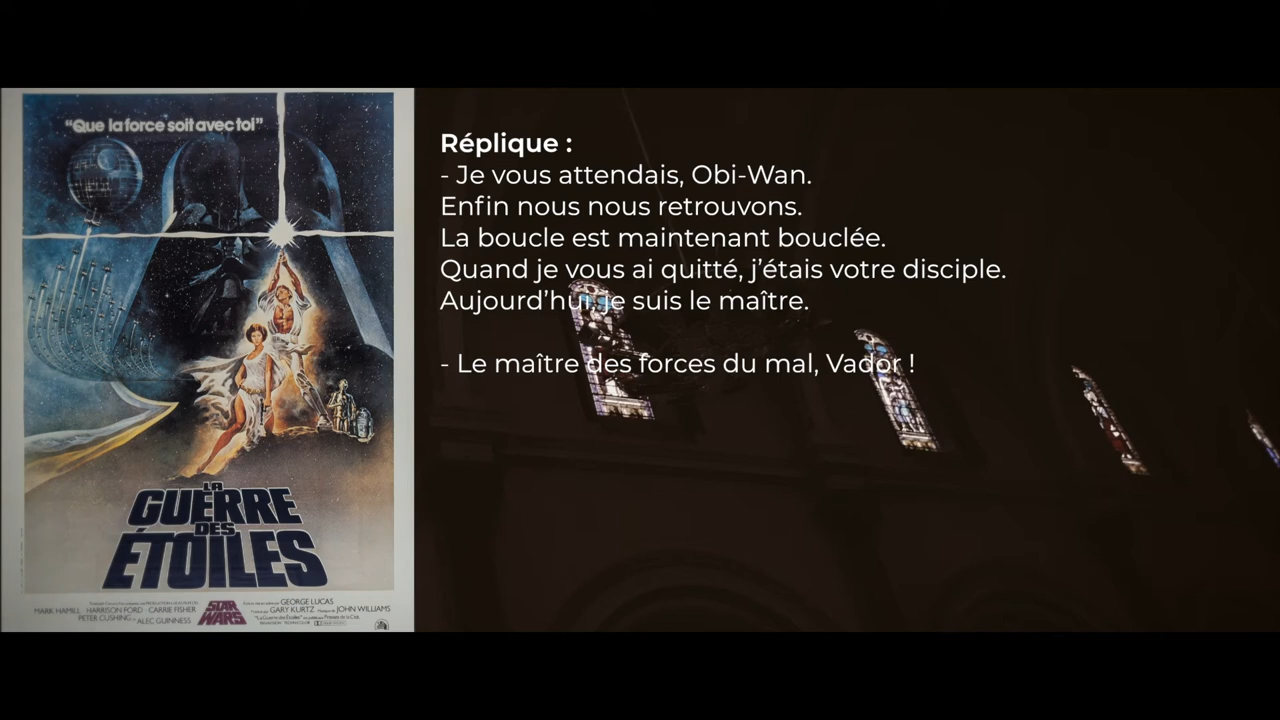 “Que la force soit avec toi”
LA
GUERRE
DES
ÉTOILES
MARK HAMILL HARRISON FORD CARRIE FISHER
PETER CUSHING ALEC GUINNESS
STAR
WARS
GEORGE LUCAS
GARY KURTZ JOHN WILLIAMS
Réplique :
- Je vous attendais, Obi-Wan.
Enfin nous nous retrouvons.
La boucle est maintenant bouclée.
Quand je vous ai quitté, j’étais votre disciple.
Aujourd’hui je suis le maître.
- Le maître des forces du mal, Vador !